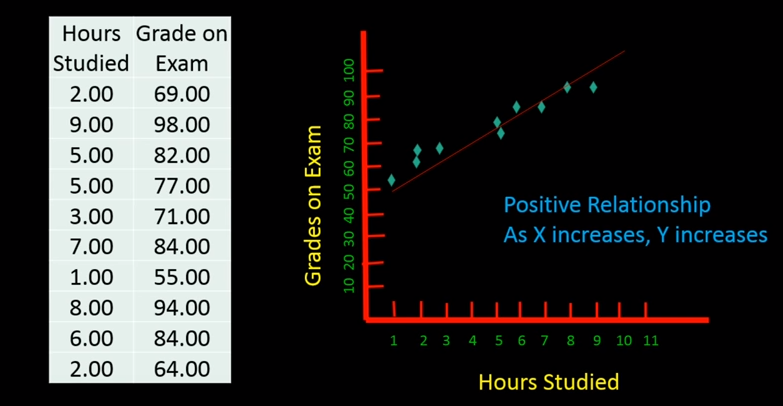 Hours Grade on
Studied Exam
2.00 69.00
9.00 98.00
5.00 82.00
5.00 77.00
3.00 71.00
7.00 84.00
1.00 55.00
8.00 94.00
6.00 84.00
2.00 64.00
Grades on Exam
100
90
80
70
60
50
40
30
20
10
Positive Relationship
As X increases, Y increases
1 2 3 4 5 6 7 8 9 10 11
Hours Studied